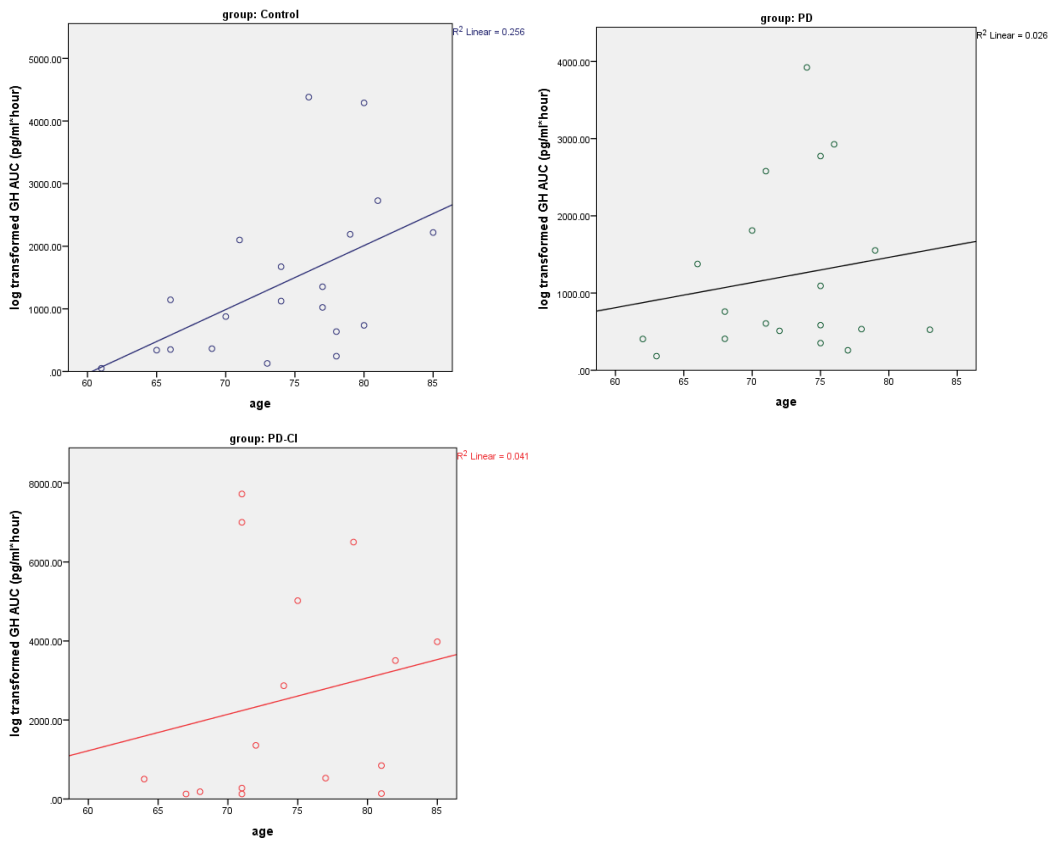 group: Control
R² Linear = 0.256
log transformed GH AUC (pg/ml*hour)
5000.00
4000.00
3000.00
2000.00
1000.00
.00
60 65 70 75 80 85
age
group: PD
R² Linear = 0.026
log transformed GH AUC (pg/ml*hour)
4000.00
3000.00
2000.00
1000.00
.00
60 65 70 75 80 85
age
group: PD-CI
R² Linear = 0.041
log transformed GH AUC (pg/ml*hour)
8000.00
6000.00
4000.00
2000.00
.00
60 65 70 75 80 85
age